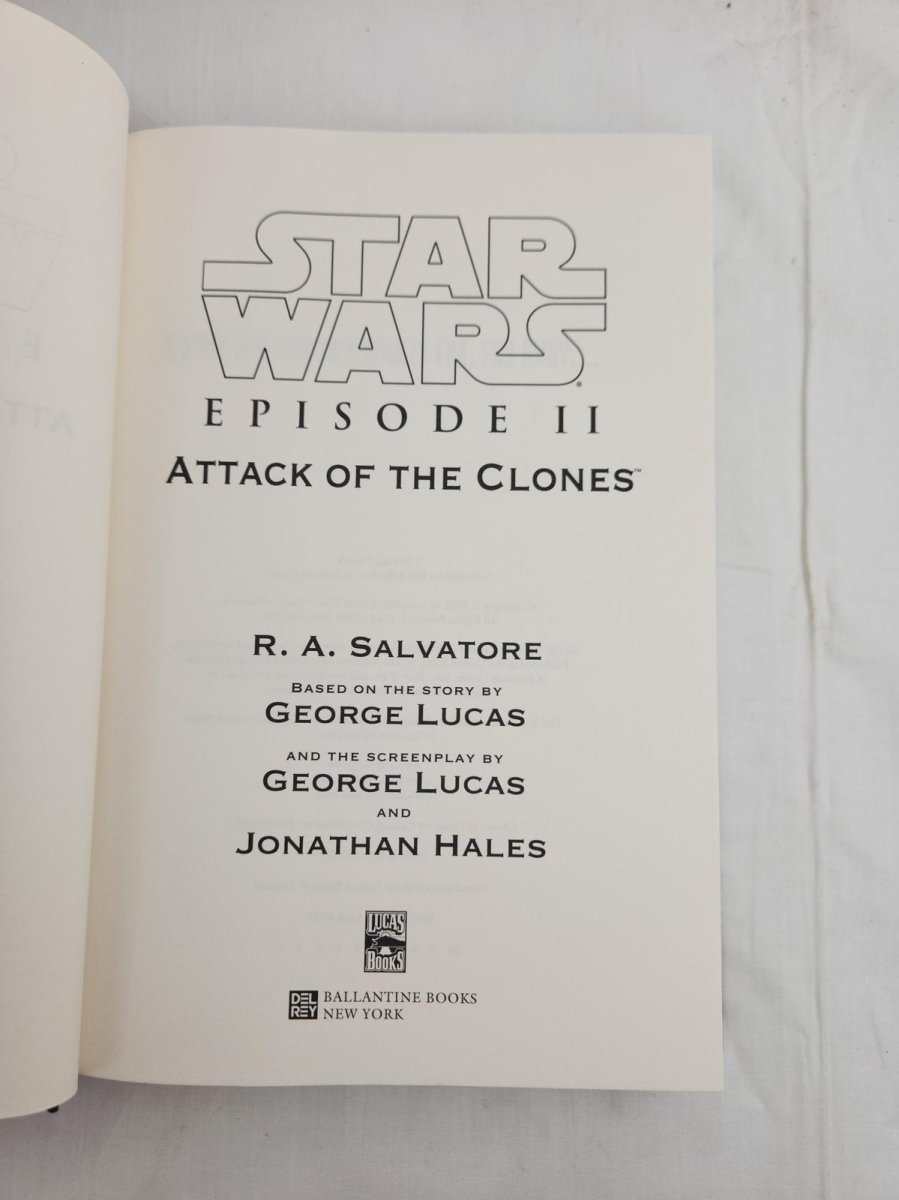 STAR
WARS®
EPISODE II
ATTACK OF THE CLONES™
R. A. SALVATORE
BASED ON THE STORY BY
GEORGE LUCAS
AND THE SCREENPLAY BY
GEORGE LUCAS
AND
JONATHAN HALES
LUCAS
BOOKS
DEL
REY
BALLANTINE BOOKS
NEW YORK